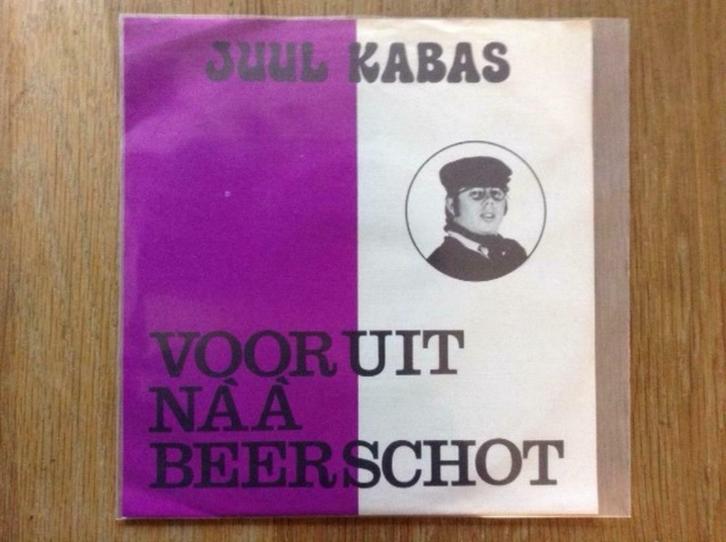 JUUL KABAS
VOORUIT
NÀÀ
BEERSCHOT